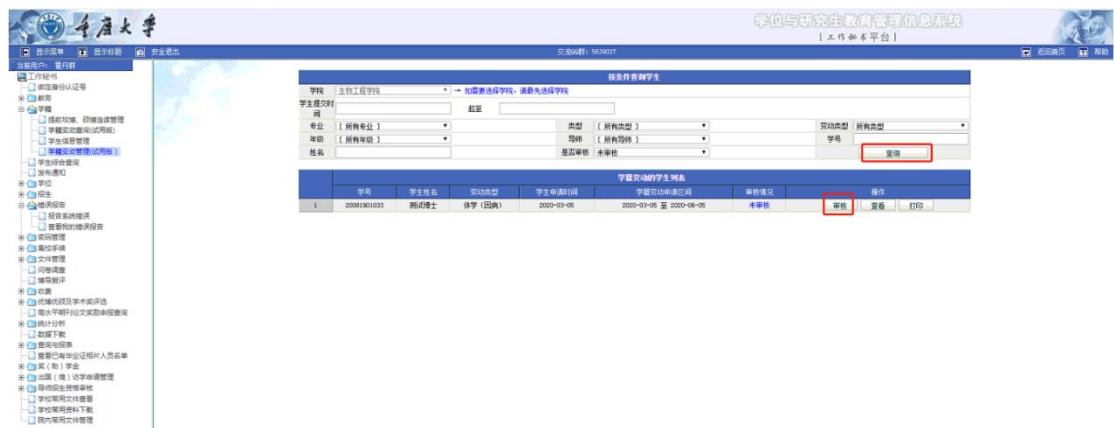 重庆大学
学位与研究生教育管理信息系统
[工作秘书平台]
显示菜单 显示标题 安全退出 交流QQ群: 563903T 返回首页 帮助
当前用户: 霍月群
工作秘书
绑定身份认证号
教务
学籍
提前攻博、硕博连读管理
学籍变动查询(试用版)
学生信息管理
学籍变动管理(试用版)
学生综合查询
发布通知
学位
招生
错误报告
报告系统错误
查看我的错误报告
密码管理
离校手续
文件管理
问卷调查
博导教评
收费
优博优硕及学术奖评选
高水平期刊论文奖励申报查询
统计分析
数据下载
查询与报表
查看已有毕业证相片人员名单
奖(助)学金
出国(境)访学申请管理
导师招生资格审核
学校常用文件查看
学校常用资料下载
院内常用文件管理
按条件查询学生
学院 生物工程学院 → 如需要选择学院, 请最先选择学院
学生提交时间 起至
专业 [ 所有专业 ] 类型 [ 所有类型 ] 变动类型 所有类型
年级 [ 所有年级 ] 导师 [ 所有导师 ] 学号
姓名 是否审核 未审核 查询
学籍变动的学生列表
学号 学生姓名 变动类型 学生申请时间 学籍变动申请区间 审核情况 操作
1 20081901033 测试博士 休学(因病) 2020-03-05 2020-03-05 至 2020-06-05 未审核 审核 查看 打印